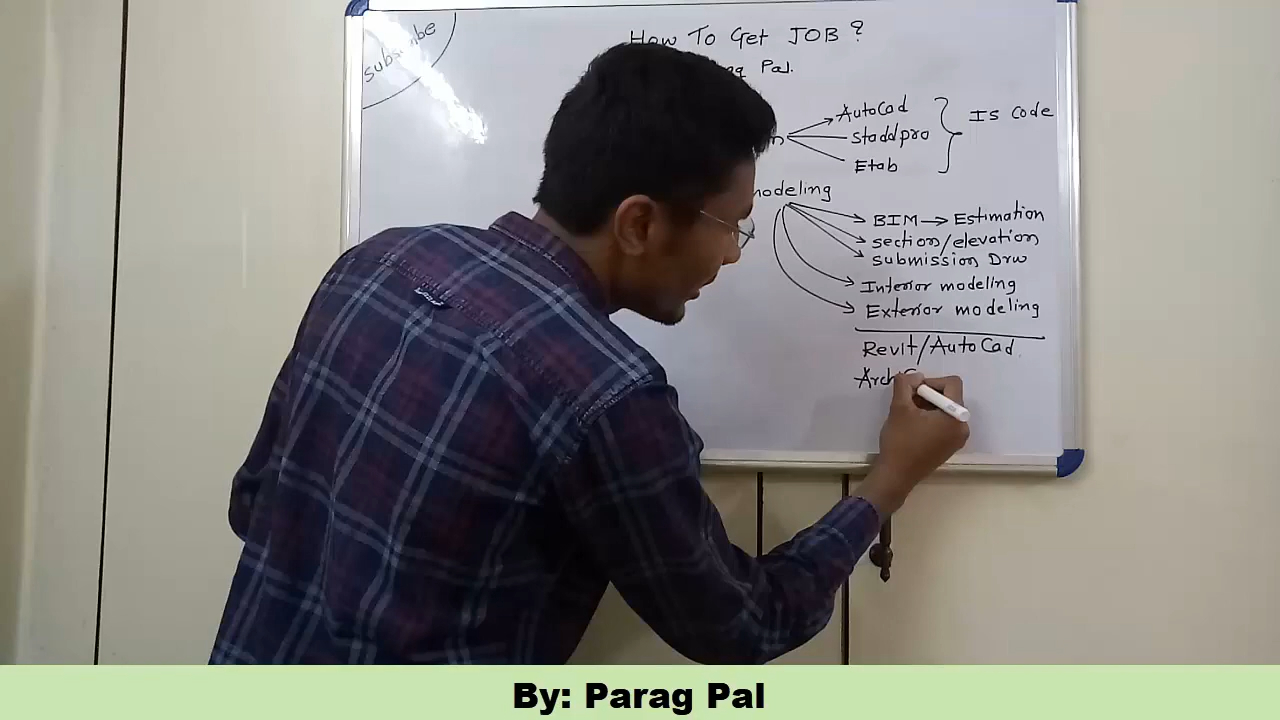 subscribe
How To Get JOB ?
Pal.
AutoCad
Staddpro
Etab
IS Code
modeling
BIM → Estimation
section/elevation
submission Drw
Interior modeling
Exterior modeling
Revit/AutoCad.
By: Parag Pal